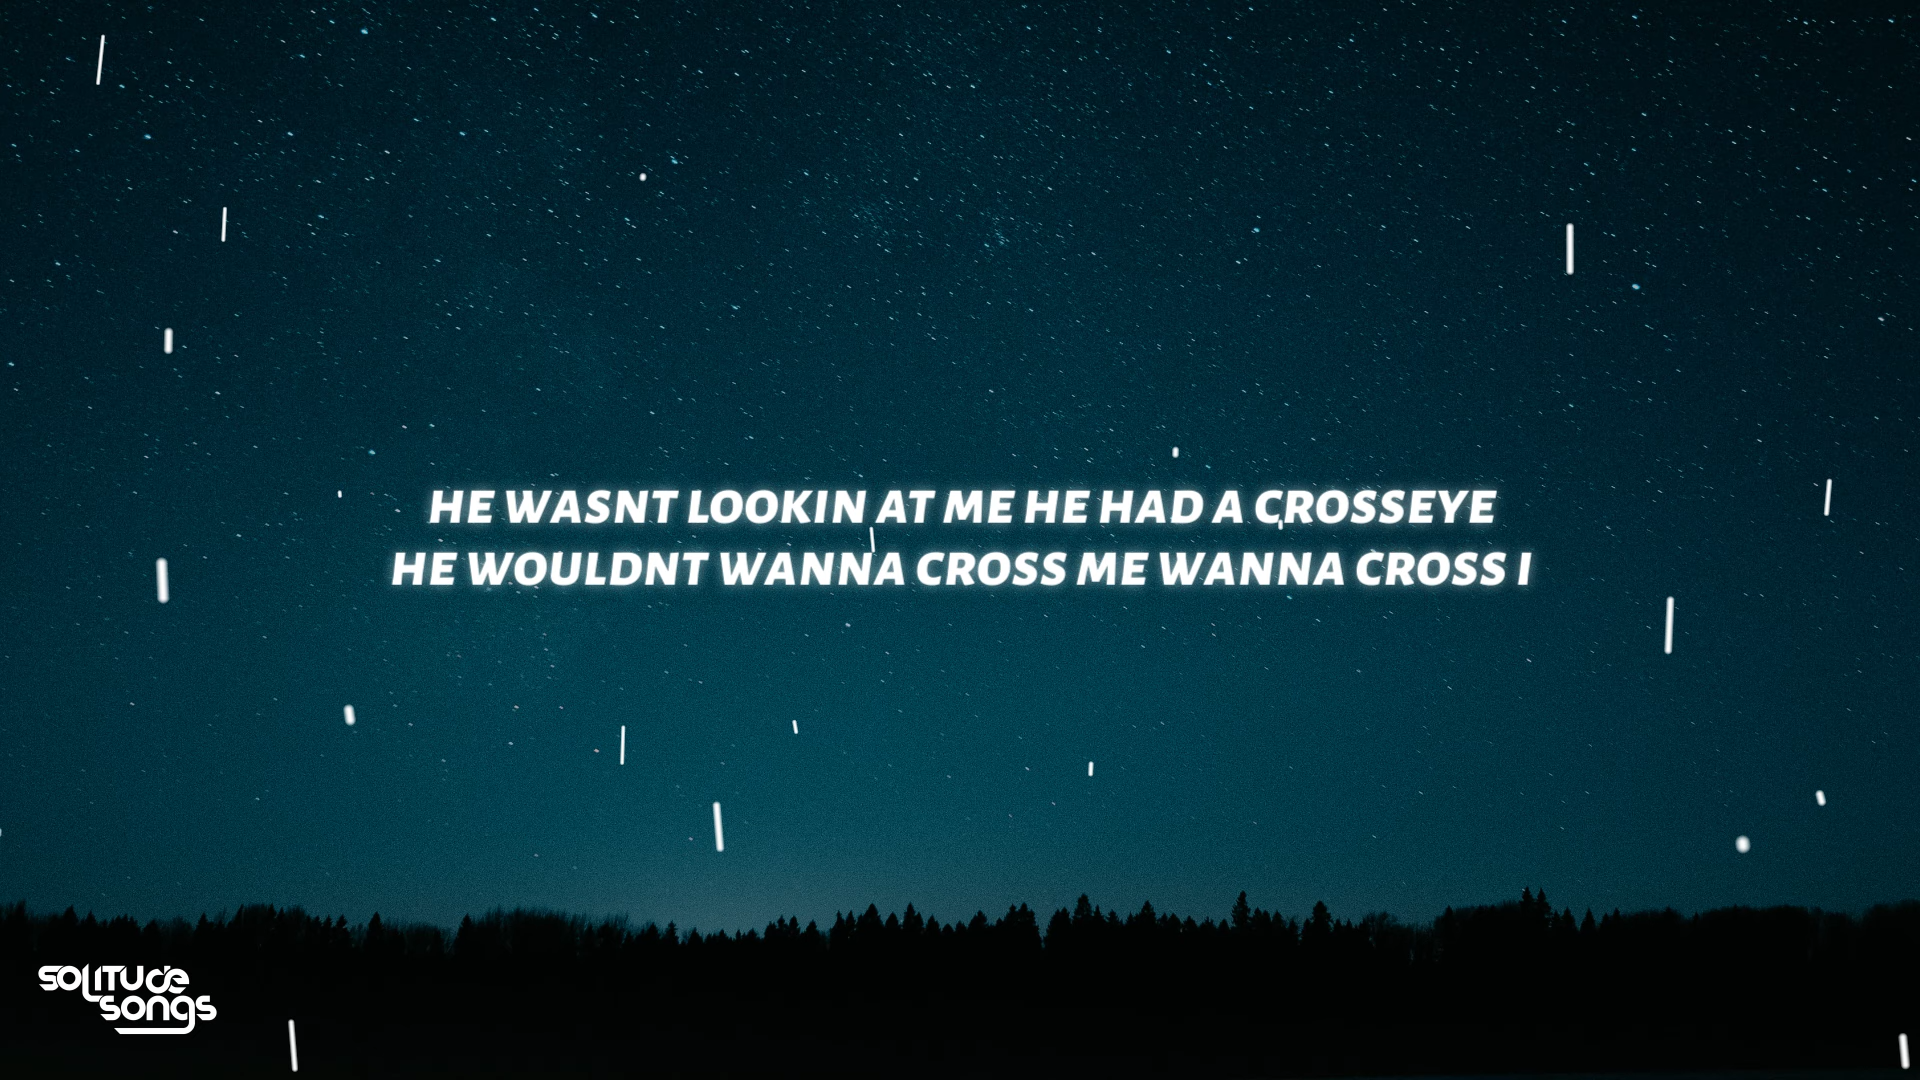 HE WASNT LOOKIN AT ME HE HAD A CROSSEYE
HE WOULDNT WANNA CROSS ME WANNA CROSS I
SOLITUDE
SONGS